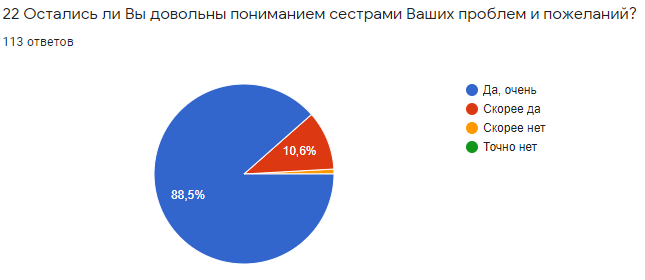 22 Остались ли Вы довольны пониманием сестрами Ваших проблем и пожеланий?
113 ответов
Да, очень
Скорее да
Скорее нет
Точно нет
10,6%
88,5%